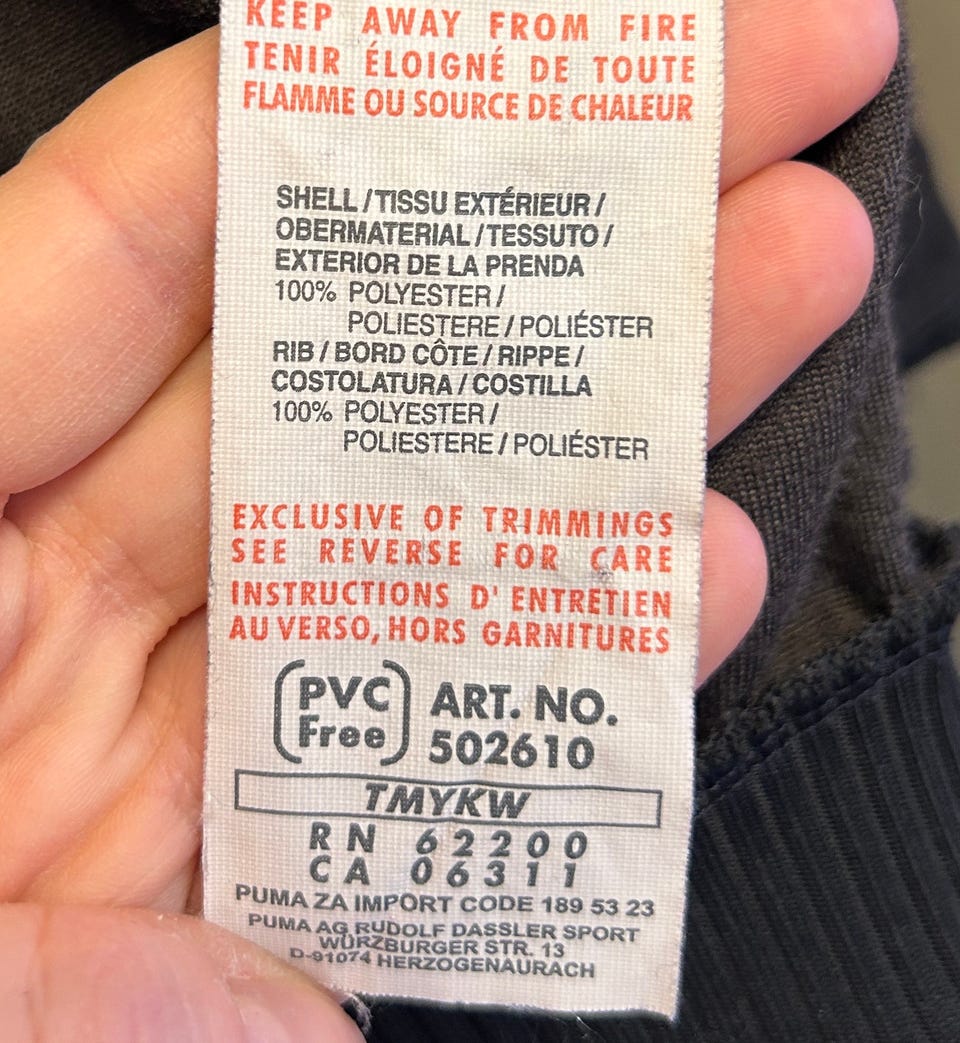 KEEP AWAY FROM FIRE
TENIR ÉLOIGNÉ DE TOUTE
FLAMME OU SOURCE DE CHALEUR
SHELL / TISSU EXTÉRIEUR /
OBERMATERIAL / TESSUTO /
EXTERIOR DE LA PRENDA
100% POLYESTER /
POLIESTERE / POLIÉSTER
RIB / BORD CÔTE / RIPPE /
COSTOLATURA / COSTILLA
100% POLYESTER /
POLIESTERE / POLIÉSTER
EXCLUSIVE OF TRIMMINGS
SEE REVERSE FOR CARE
INSTRUCTIONS D' ENTRETIEN
AU VERSO, HORS GARNITURES
PVC
Free
ART. NO.
502610
TMYKW
RN 62200
CA 06311
PUMA ZA IMPORT CODE 189 53 23
PUMA AG RUDOLF DASSLER SPORT
WÜRZBURGER STR. 13
D-91074 HERZOGENAURACH